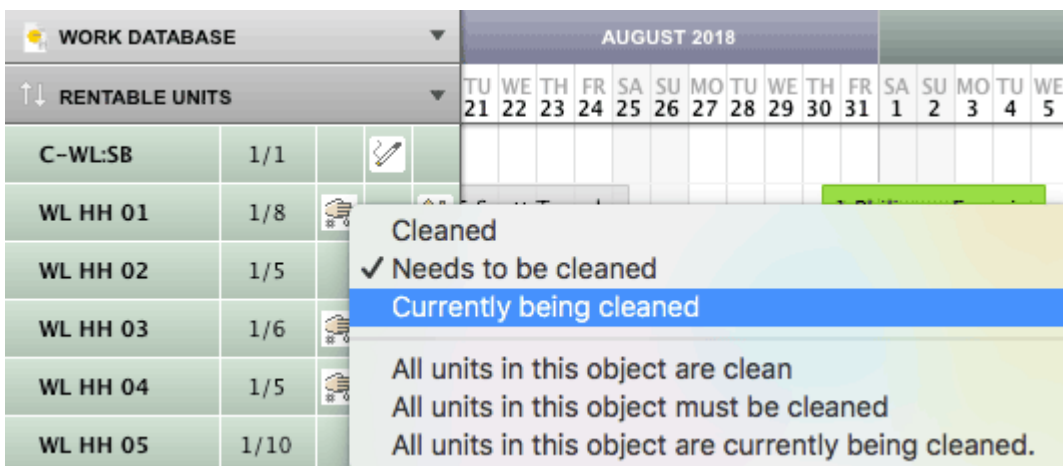 WORK DATABASE
AUGUST 2018
RENTABLE UNITS
TU WE TH FR SA SU MO TU WE TH FR SA SU MO TU WE
21 22 23 24 25 26 27 28 29 30 31 1 2 3 4 5
C-WL:SB 1/1
WL HH 01 1/8
Cleaned
WL HH 02 1/5
✓ Needs to be cleaned
Currently being cleaned
WL HH 03 1/6
All units in this object are clean
WL HH 04 1/5
All units in this object must be cleaned
WL HH 05 1/10
All units in this object are currently being cleaned.